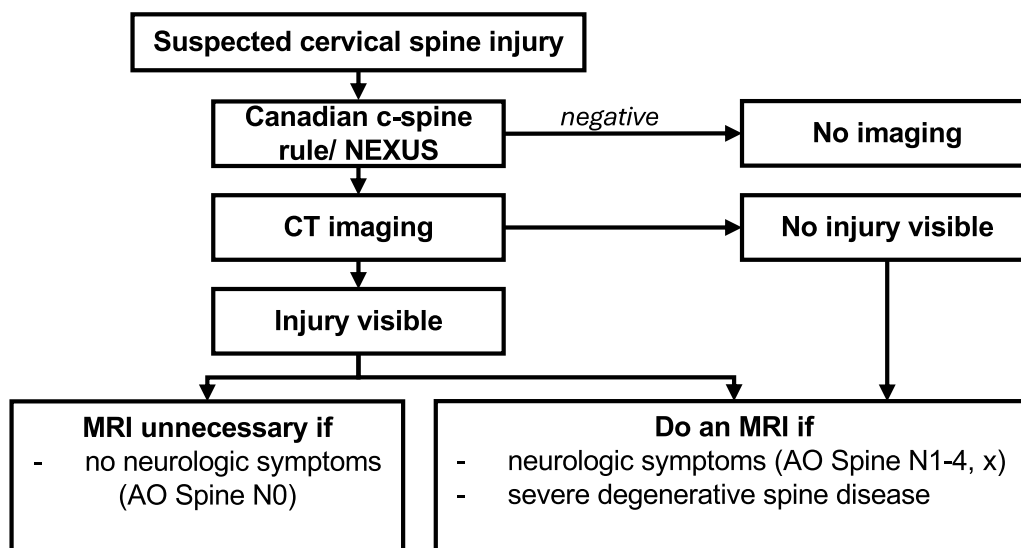 Suspected cervical spine injury
Canadian c-spine
rule/ NEXUS
negative
No imaging
CT imaging
No injury visible
Injury visible
MRI unnecessary if
- no neurologic symptoms
(AO Spine N0)
Do an MRI if
- neurologic symptoms (AO Spine N1-4, x)
- severe degenerative spine disease